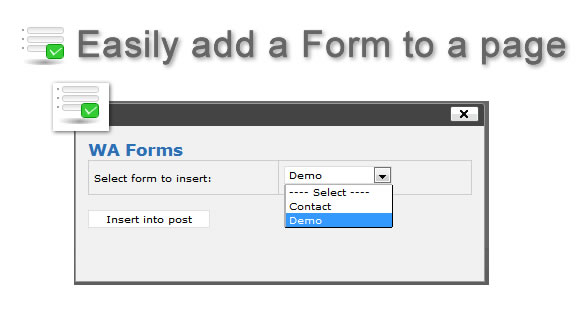 Easily add a Form to a page
WA Forms
Select form to insert: Demo
---- Select ----
Contact
Demo
Insert into post